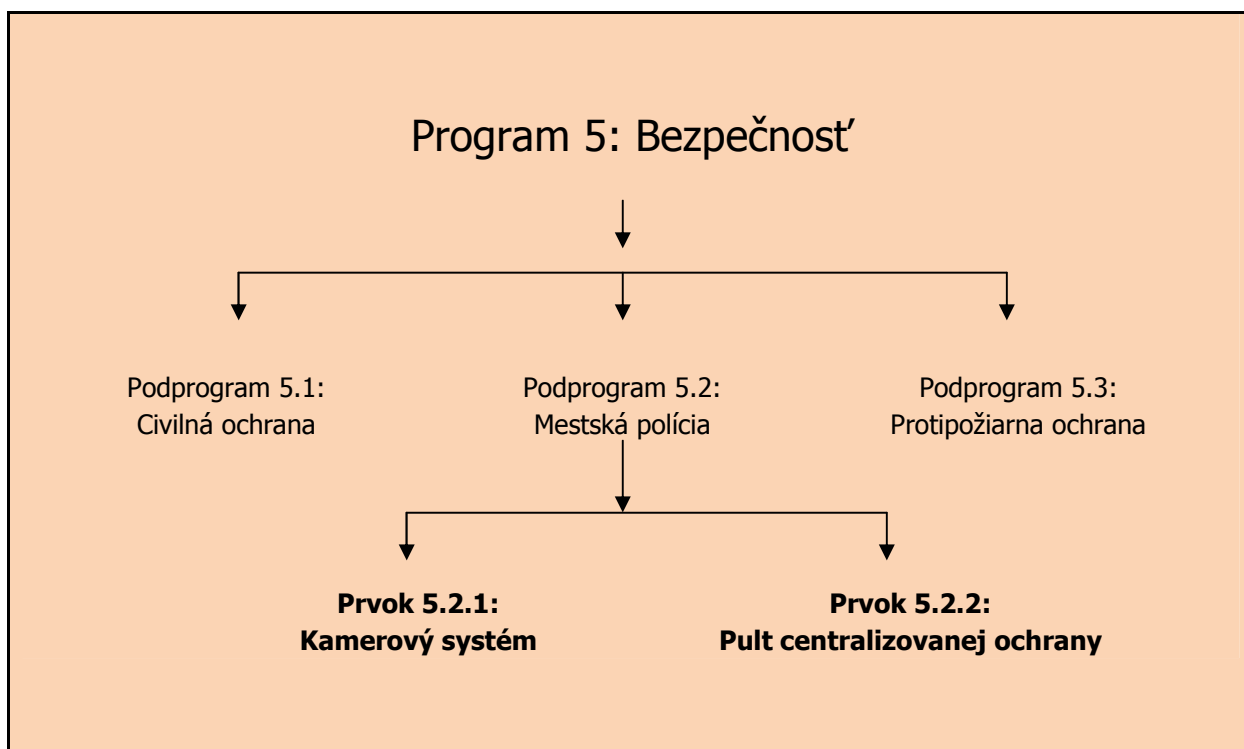 Program 5: Bezpečnosť
Podprogram 5.1:
Civilná ochrana
Podprogram 5.2:
Mestská polícia
Podprogram 5.3:
Protipožiarna ochrana
Prvok 5.2.1:
Kamerový systém
Prvok 5.2.2:
Pult centralizovanej ochrany